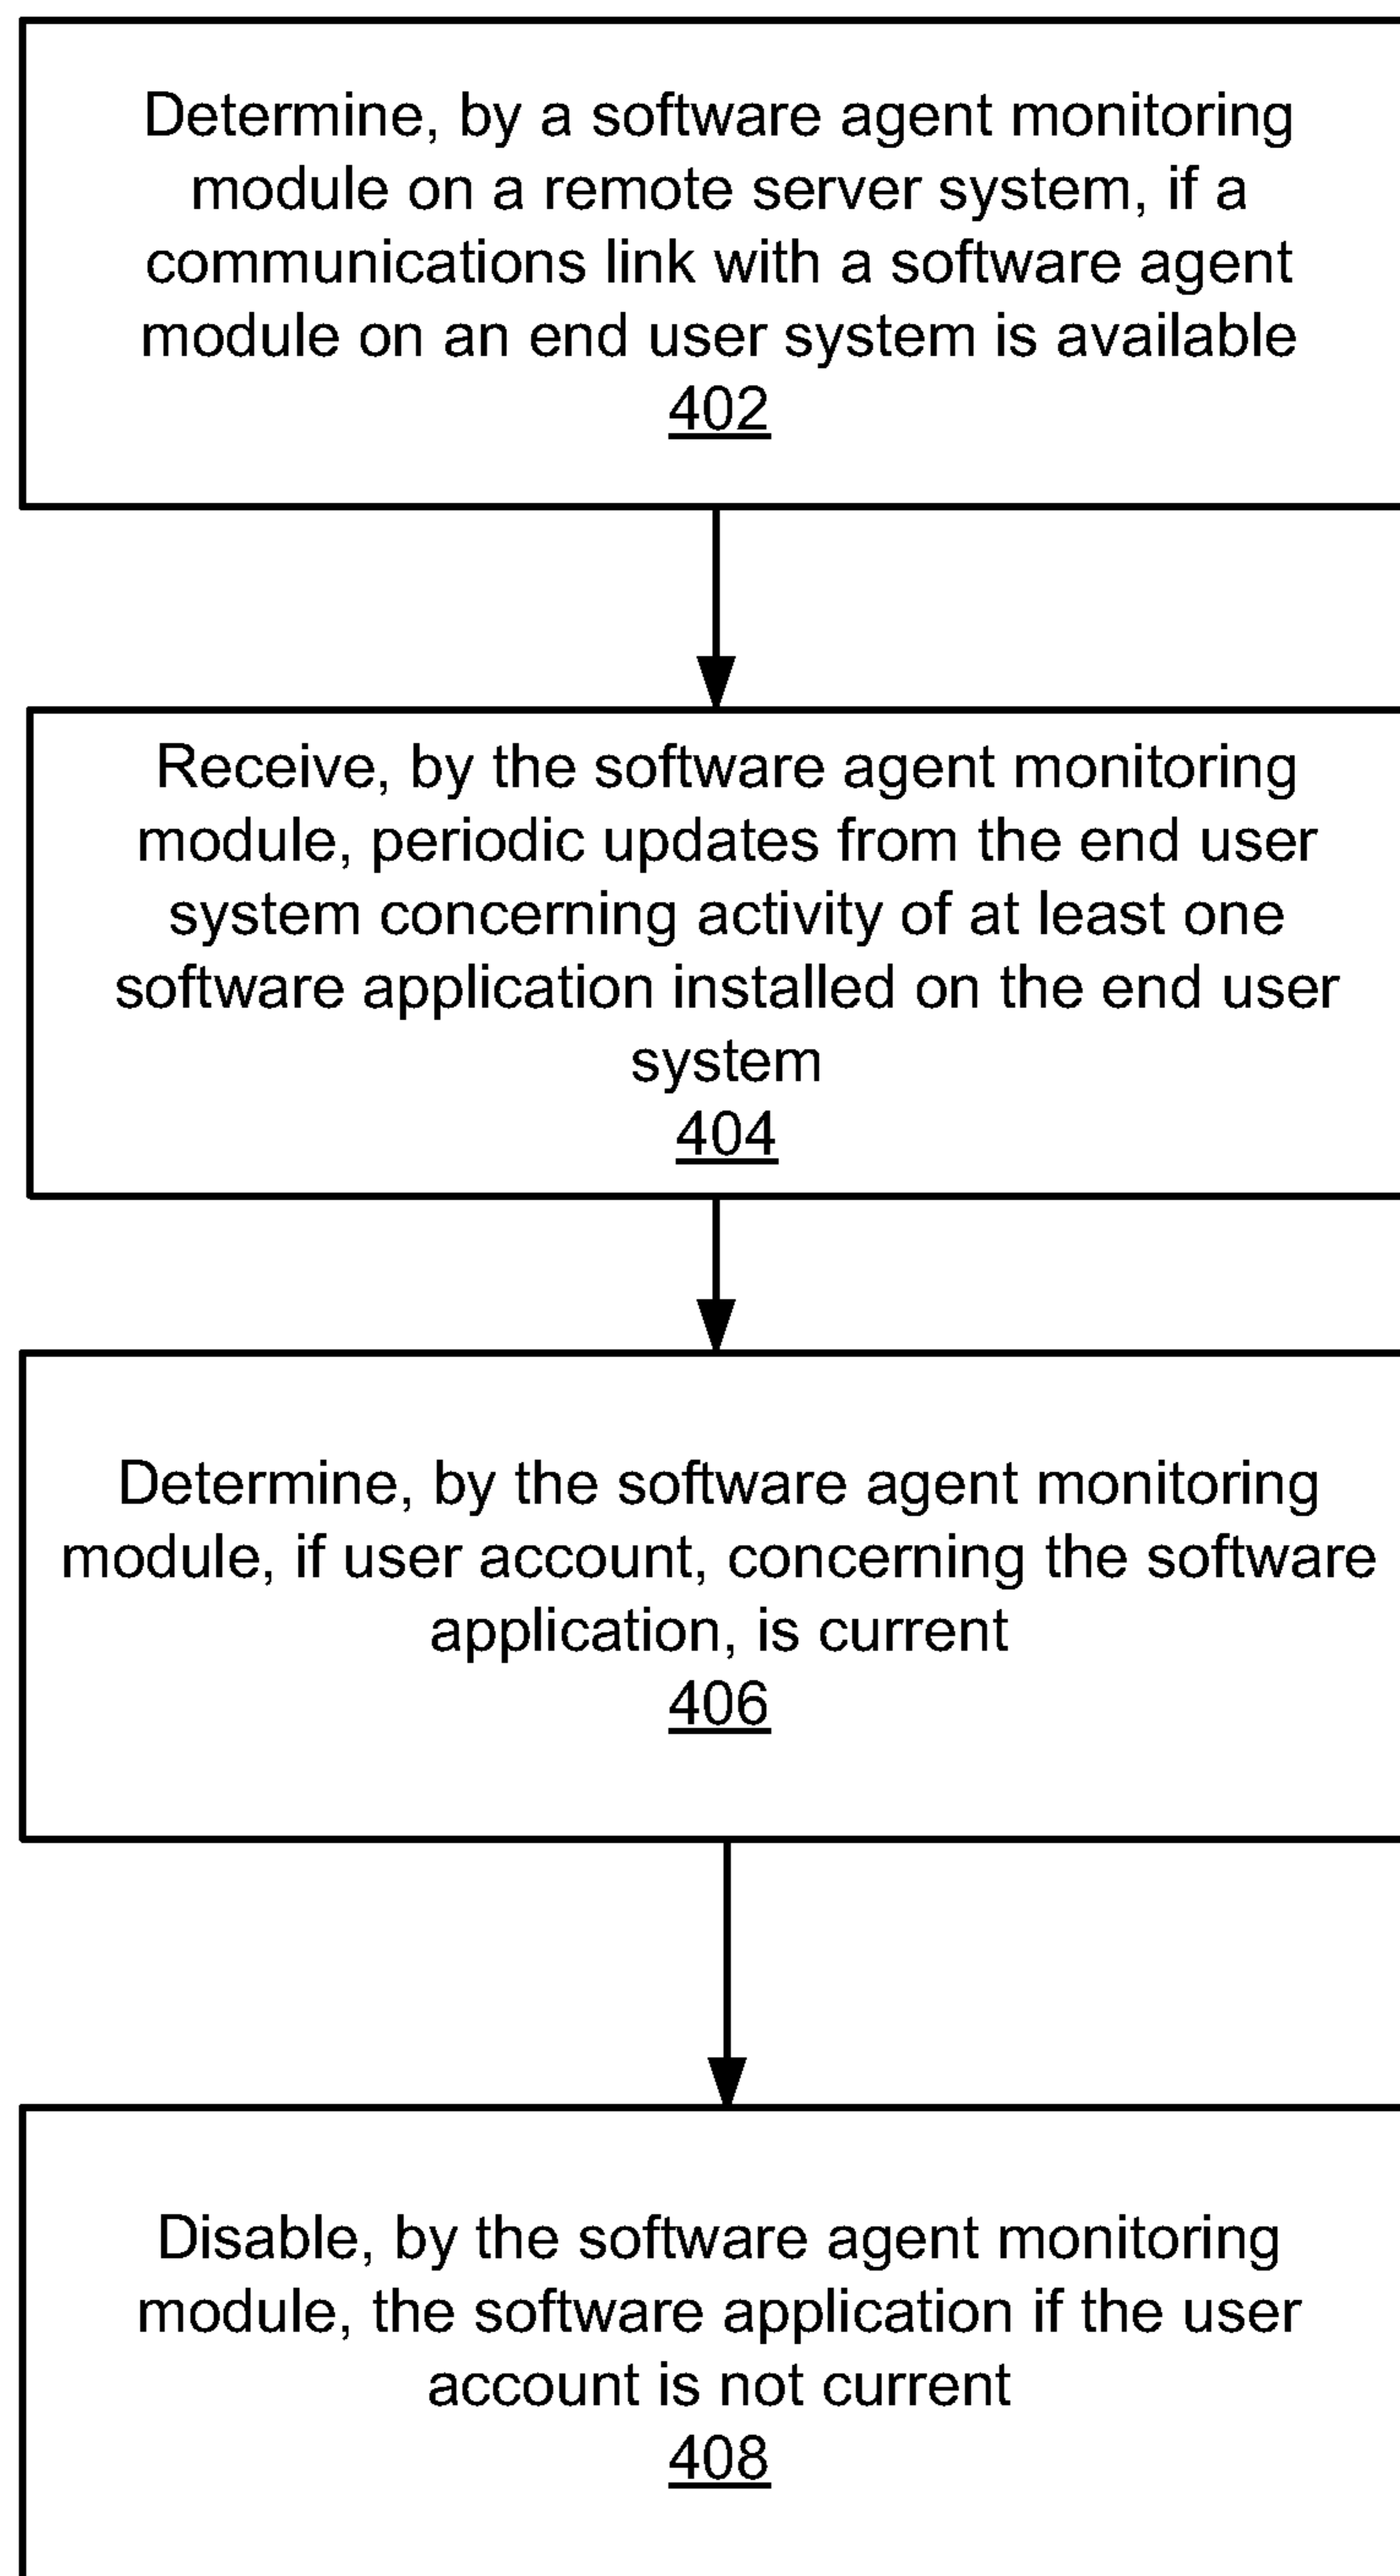 Determine, by a software agent monitoring
module on a remote server system, if a
communications link with a software agent
module on an end user system is available
402
Receive, by the software agent monitoring
module, periodic updates from the end user
system concerning activity of at least one
software application installed on the end user
system
404
Determine, by the software agent monitoring
module, if user account, concerning the software
application, is current
406
Disable, by the software agent monitoring
module, the software application if the user
account is not current
408